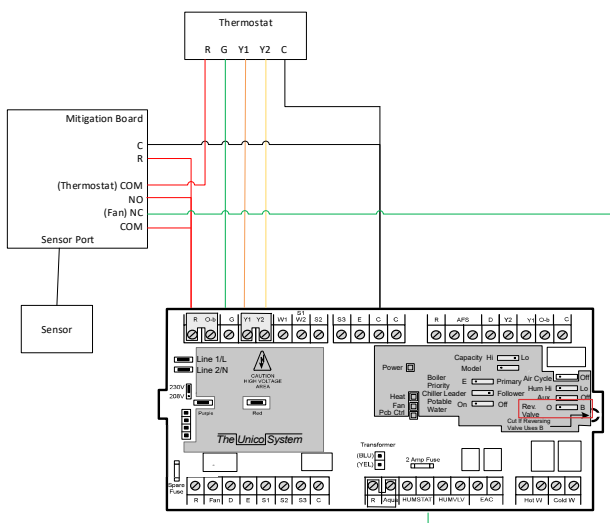 Thermostat
R G Y1 Y2 C
Mitigation Board
C
R
(Thermostat) COM
NO
(Fan) NC
COM
Sensor Port
Sensor
S1
R O-b G Y1 Y2 W1 W2 S2 S3 E C C R AFS D Y2 Y1 O-b C
Line 1/L
Line 2/N
CAUTION
HIGH VOLTAGE
AREA
230V
208V
Purple
Red
The Unico System
Capacity Hi Lo
Model
Power
Boiler
Priority
E Primary
Chiller Leader Follower
Potable
Water
On Off
Heat
Fan
Pcb Ctrl
Air Cycle Off
Hum Hi Lo
Aux. Off
Rev.
Valve
O B
Cut If Reversing
Valve Uses B
Transformer
(BLU)
(YEL)
2 Amp Fuse
Spare
Fuse
R Fan D E S1 S2 S3 C R Aqua HUMSTAT HUMVLV EAC Hot W Cold W